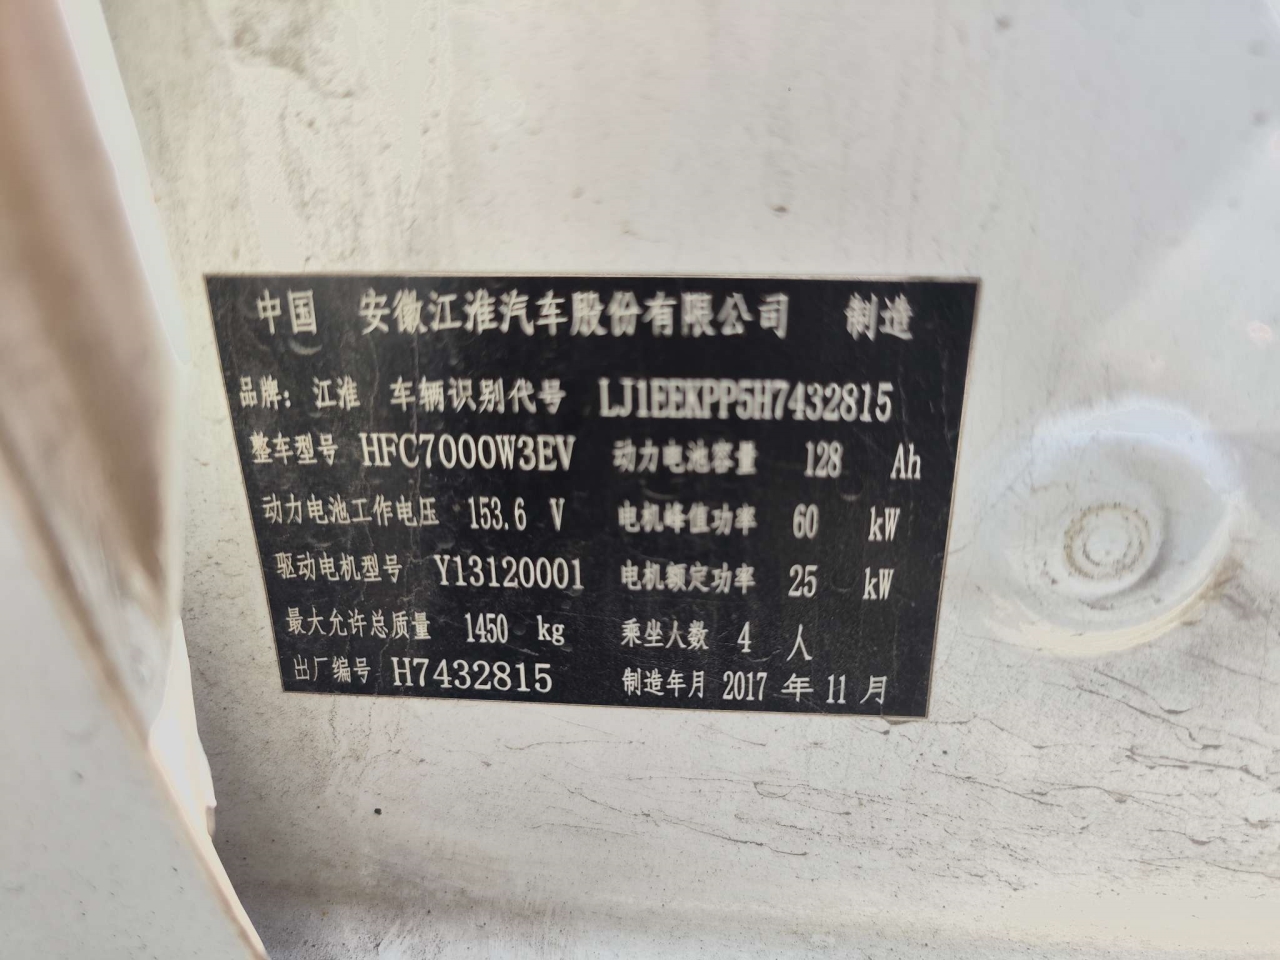 中国 安徽江淮汽车股份有限公司 制造
品牌：江淮 车辆识别代号 LJ1EEKPP5H7432815
整车型号 HFC7000W3EV 动力电池容量 128 Ah
动力电池工作电压 153.6 V 电机峰值功率 60 kW
驱动电机型号 Y13120001 电机额定功率 25 kW
最大允许总质量 1450 kg 乘坐人数 4 人
出厂编号 H7432815 制造年月 2017 年 11 月